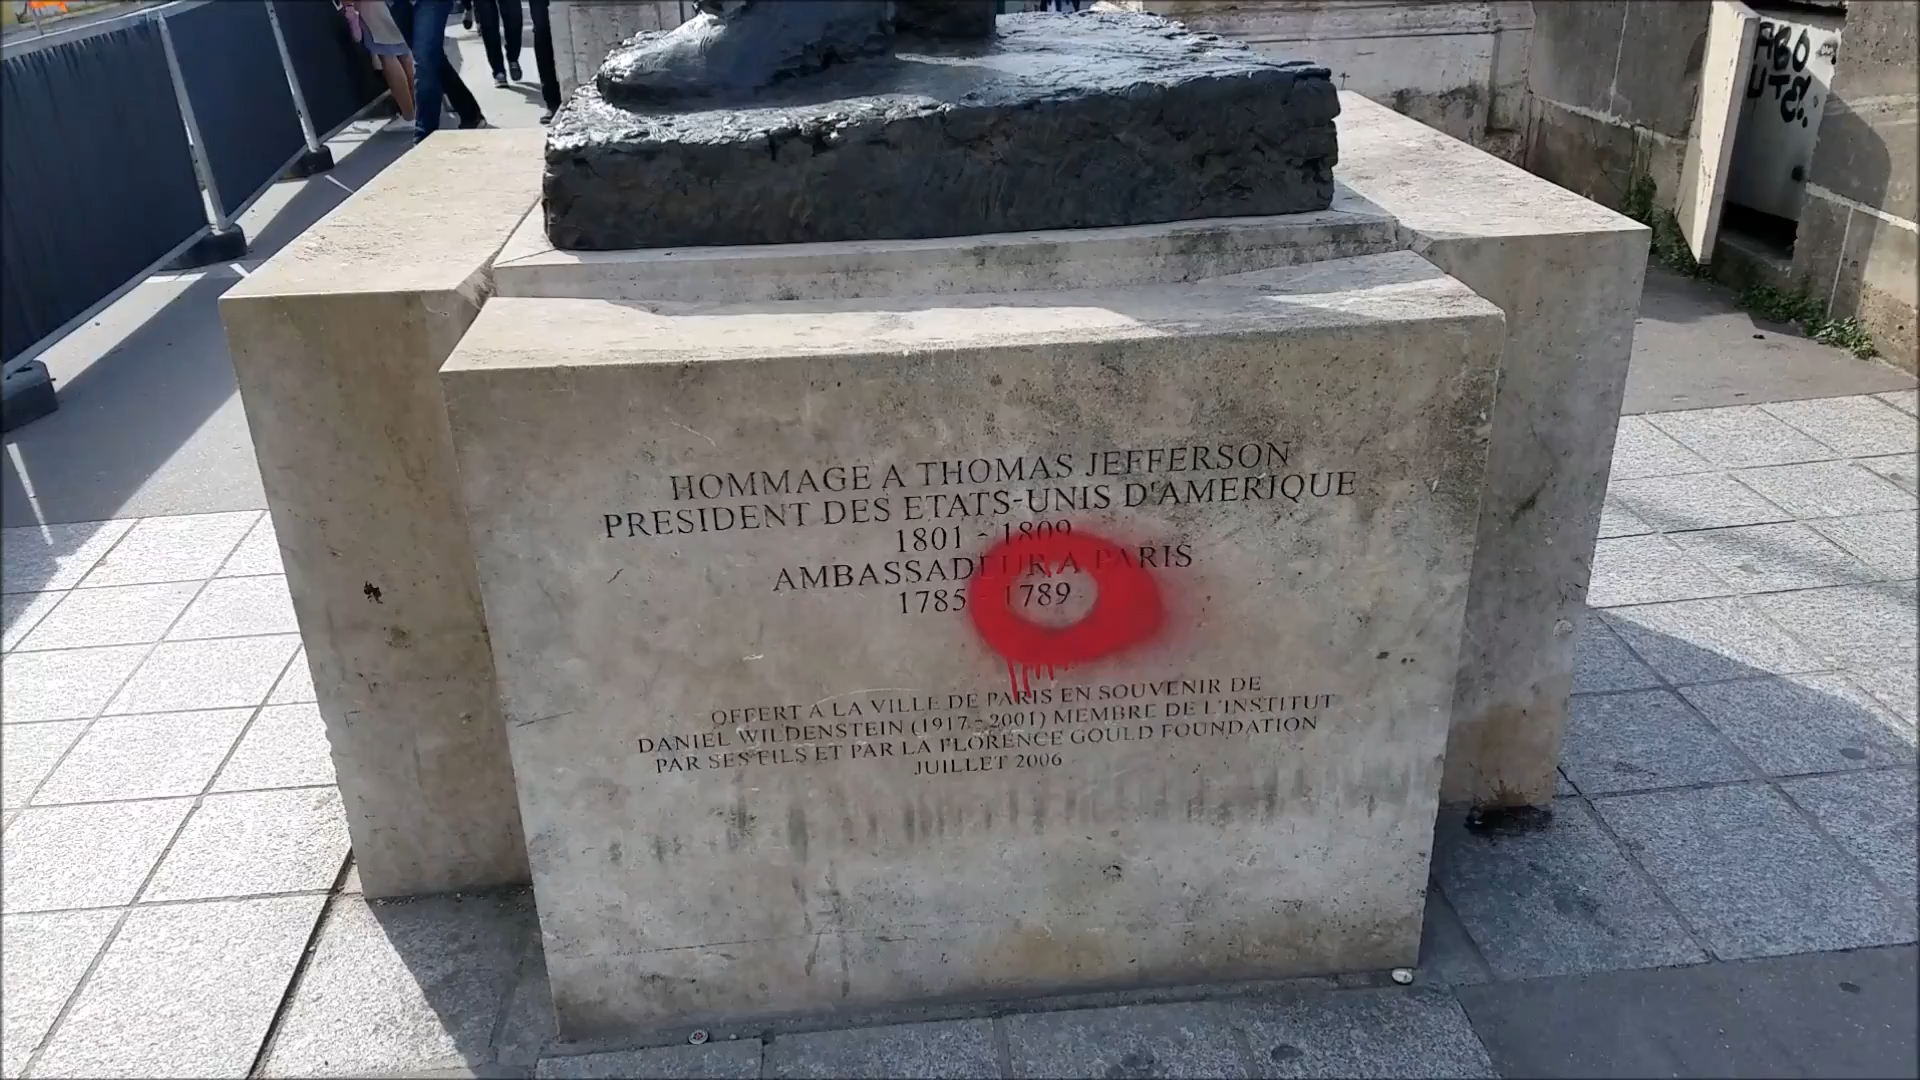 HOMMAGE A THOMAS JEFFERSON
PRESIDENT DES ETATS-UNIS D'AMERIQUE
1801 - 1809
AMBASSADEUR A PARIS
1785 - 1789
OFFERT A LA VILLE DE PARIS EN SOUVENIR DE
DANIEL WILDENSTEIN (1917 - 2001) MEMBRE DE L'INSTITUT
PAR SES FILS ET PAR LA FLORENCE GOULD FOUNDATION
JUILLET 2006
ABO
UTE!.